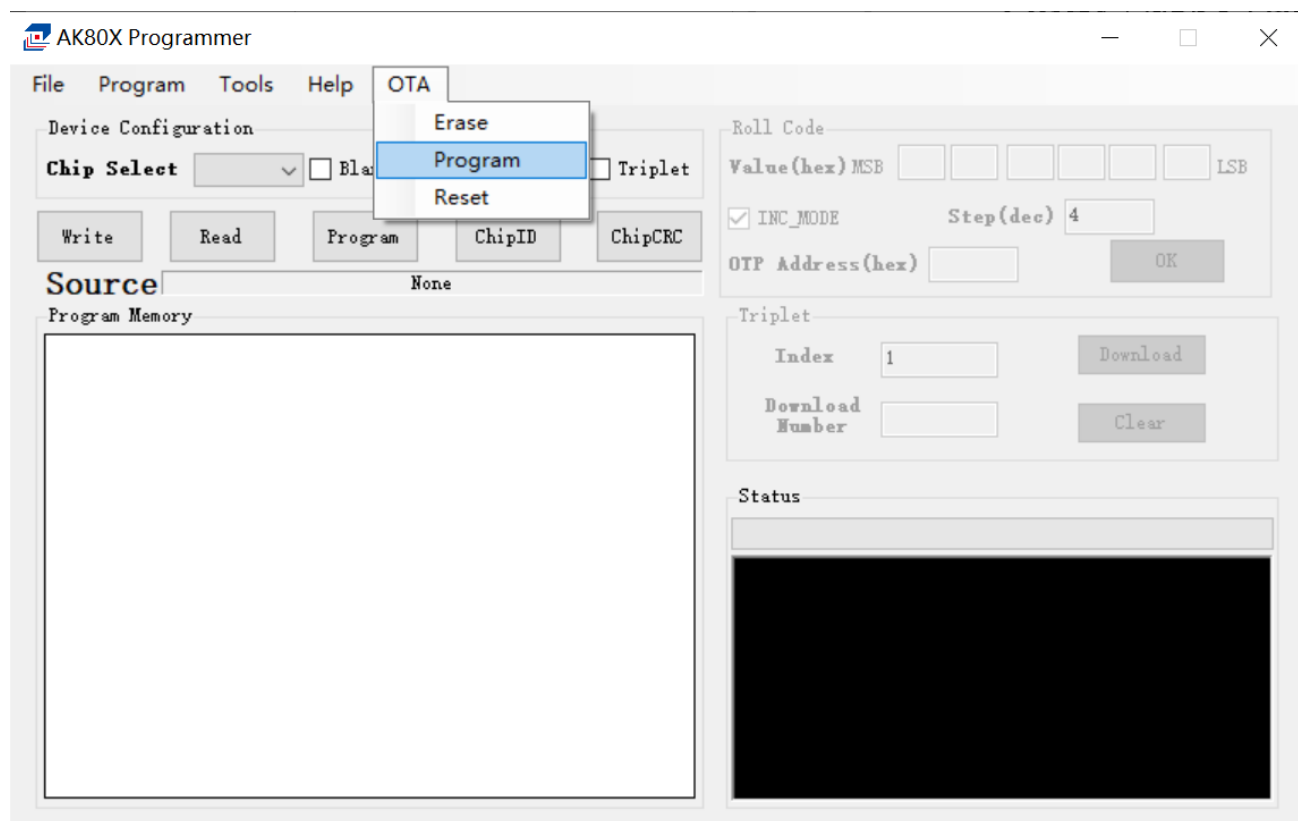 AK80X Programmer
File Program Tools Help OTA
Erase
Program
Reset
Device Configuration
Chip Select Triplet
Write Read Program ChipID ChipCRC
Source None
Program Memory
Roll Code
Value(hex) MSB LSB
INC_MODE Step(dec) 4
OTP Address(hex) OK
Triplet
Index 1 Download
Download
Number Clear
Status